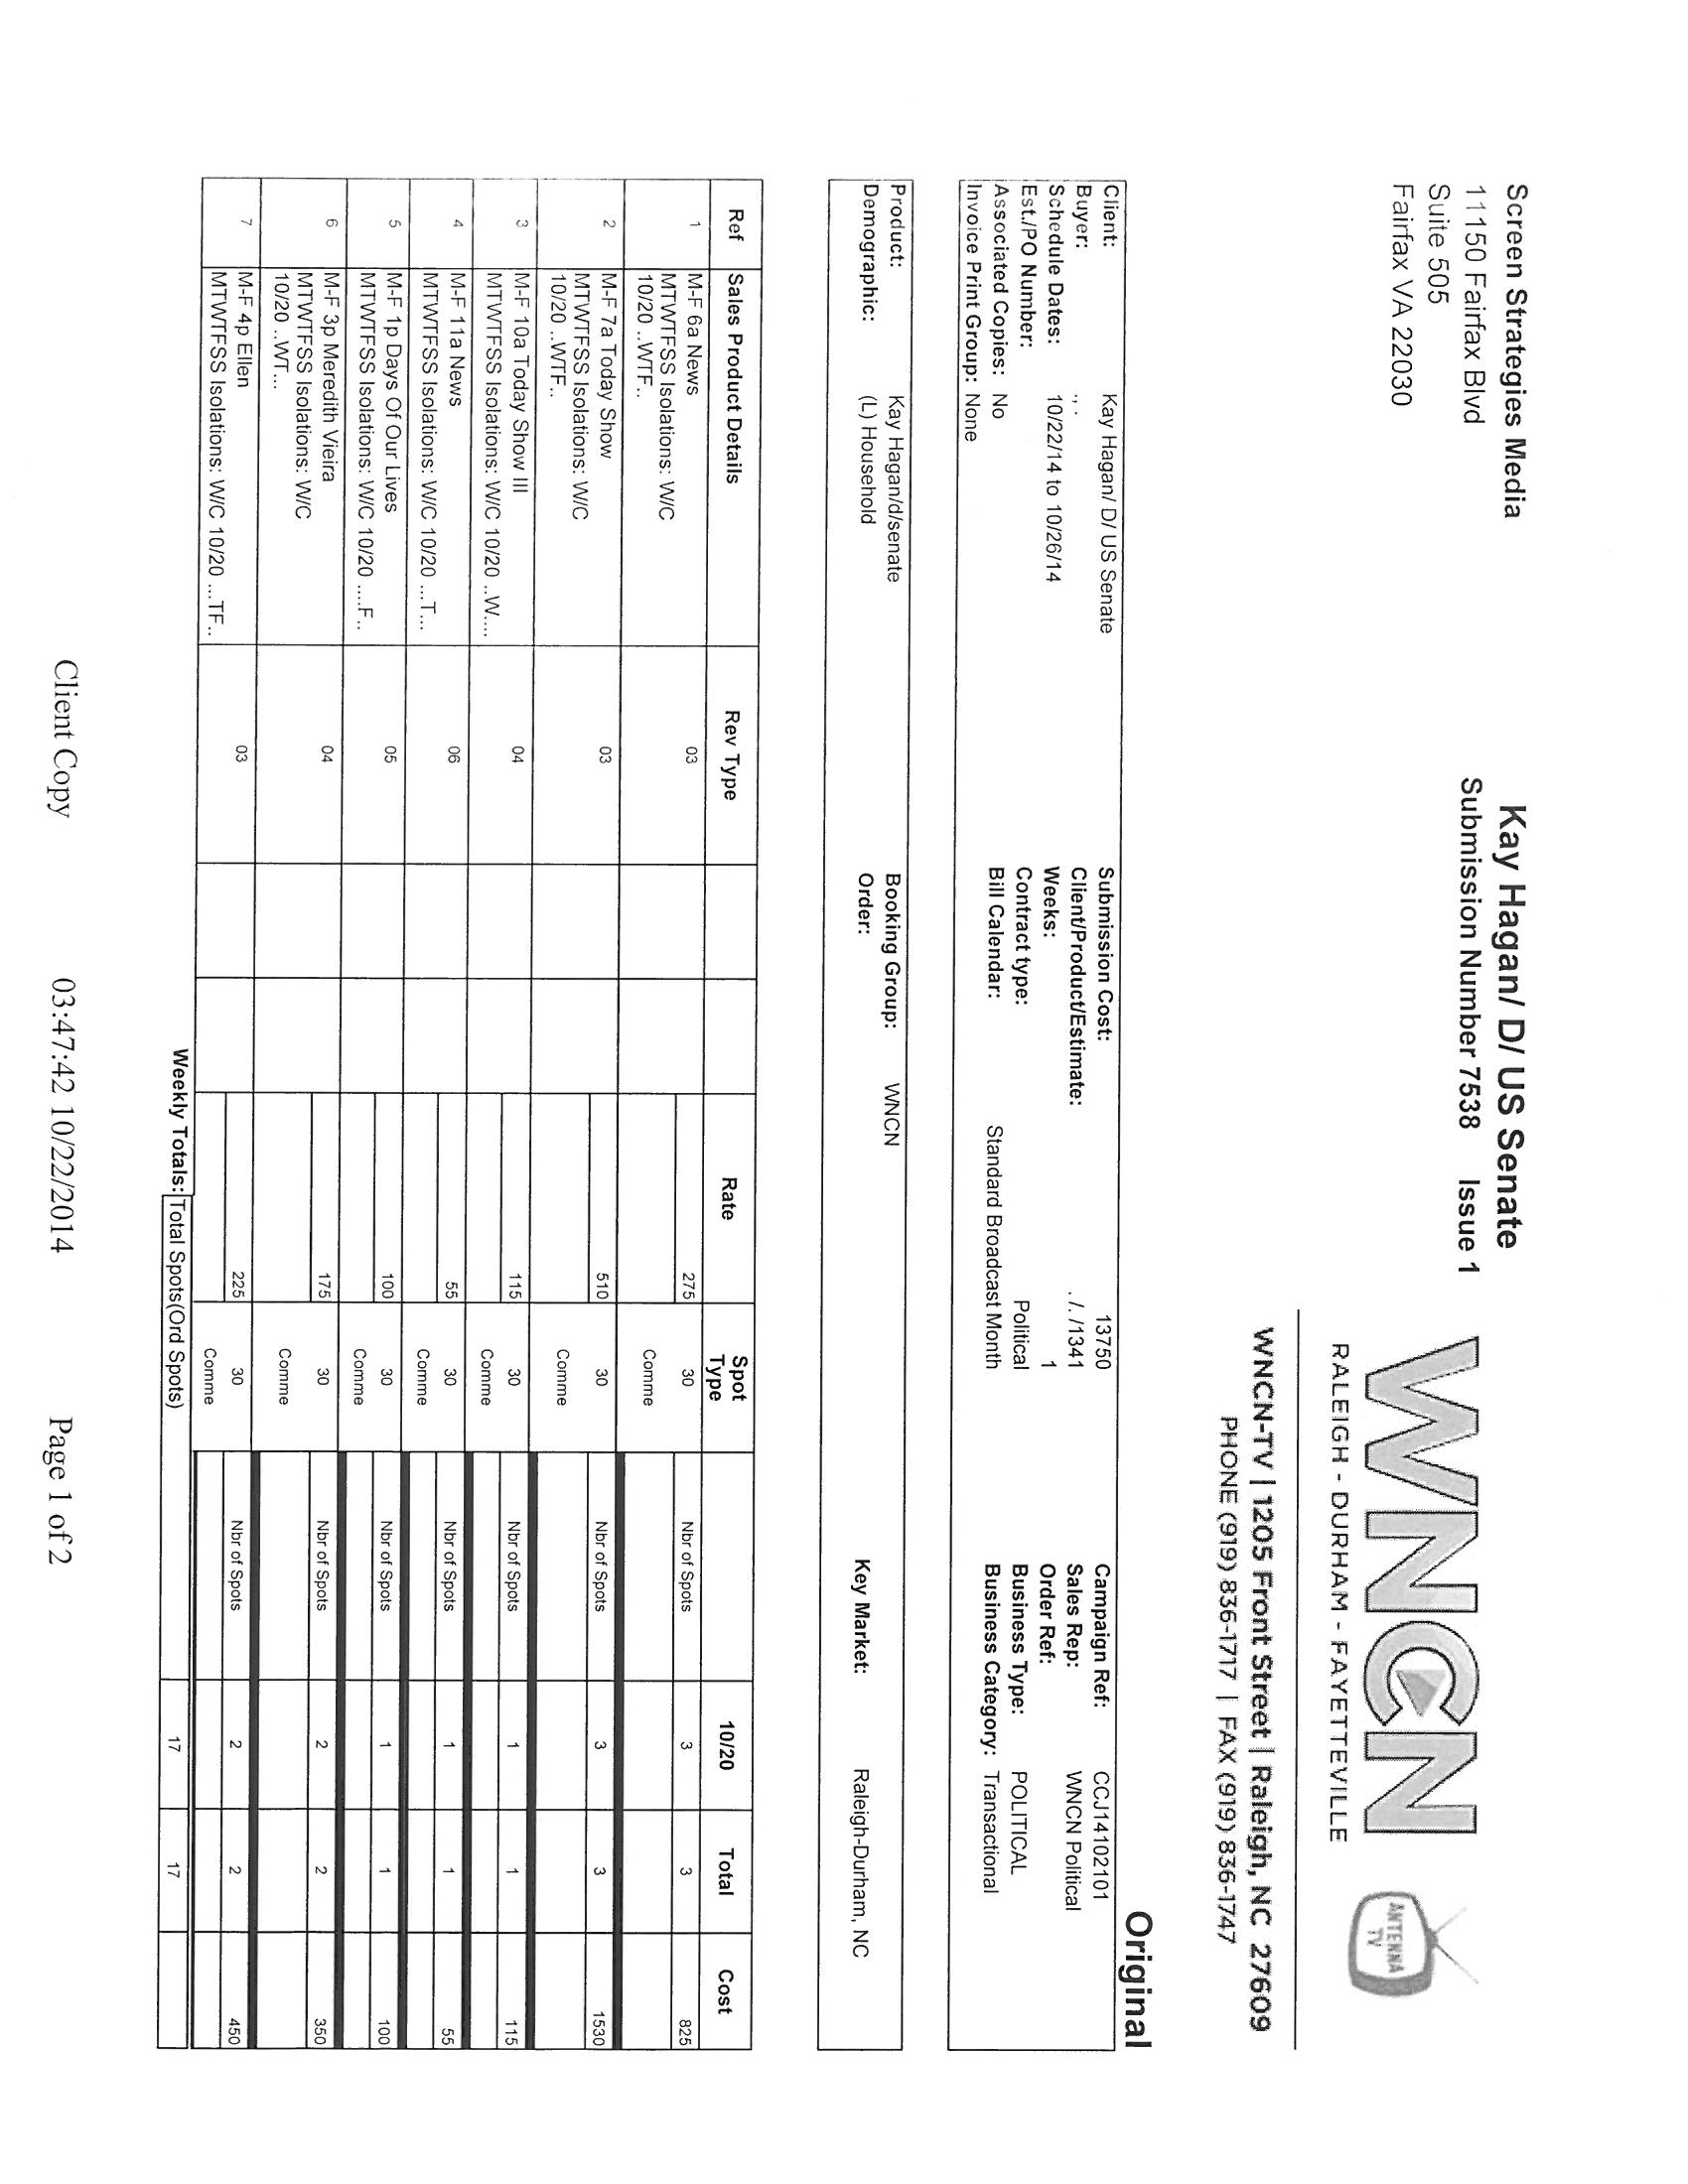 Screen Strategies Media
11150 Fairfax Blvd
Suite 505
Fairfax VA 22030
Kay Hagan/ D/ US Senate
Submission Number 7538 Issue 1
WNCN
RALEIGH - DURHAM - FAYETTEVILLE
ANTENNA TV
WNCN-TV | 1205 Front Street | Raleigh, NC 27609
PHONE (919) 836-1717 | FAX (919) 836-1747
Original
Client: Kay Hagan/ D/ US Senate Submission Cost: 13750 Campaign Ref: CCJ14102101
Buyer: ., . Client/Product/Estimate: . /. /1341 Sales Rep: WNCN Political
Schedule Dates: 10/22/14 to 10/26/14 Weeks: 1 Order Ref:
Est./PO Number: Contract type: Political Business Type: POLITICAL
Associated Copies: No Bill Calendar: Standard Broadcast Month Business Category: Transactional
Invoice Print Group: None
Product: Kay Hagan/d/senate Booking Group: WNCN
Demographic: (L) Household Order: Key Market: Raleigh-Durham, NC
Ref Sales Product Details Rev Type Rate Spot Type 10/20 Total Cost
1 M-F 6a News 03 275 30 Nbr of Spots 3 3 825
MTWTFSS Isolations: W/C Comme
10/20 ..WTF..
2 M-F 7a Today Show 03 510 30 Nbr of Spots 3 3 1530
MTWTFSS Isolations: W/C Comme
10/20 ..WTF..
3 M-F 10a Today Show III 04 115 30 Nbr of Spots 1 1 115
MTWTFSS Isolations: W/C 10/20 ..W.... Comme
4 M-F 11a News 06 55 30 Nbr of Spots 1 1 55
MTWTFSS Isolations: W/C 10/20 ...T... Comme
5 M-F 1p Days Of Our Lives 05 100 30 Nbr of Spots 1 1 100
MTWTFSS Isolations: W/C 10/20 ....F.. Comme
6 M-F 3p Meredith Vieira 04 175 30 Nbr of Spots 2 2 350
MTWTFSS Isolations: W/C Comme
10/20 ..WT...
7 M-F 4p Ellen 03 225 30 Nbr of Spots 2 2 450
MTWTFSS Isolations: W/C 10/20 ...TF.. Comme
Weekly Totals: Total Spots(Ord Spots) 17 17
Client Copy 03:47:42 10/22/2014 Page 1 of 2